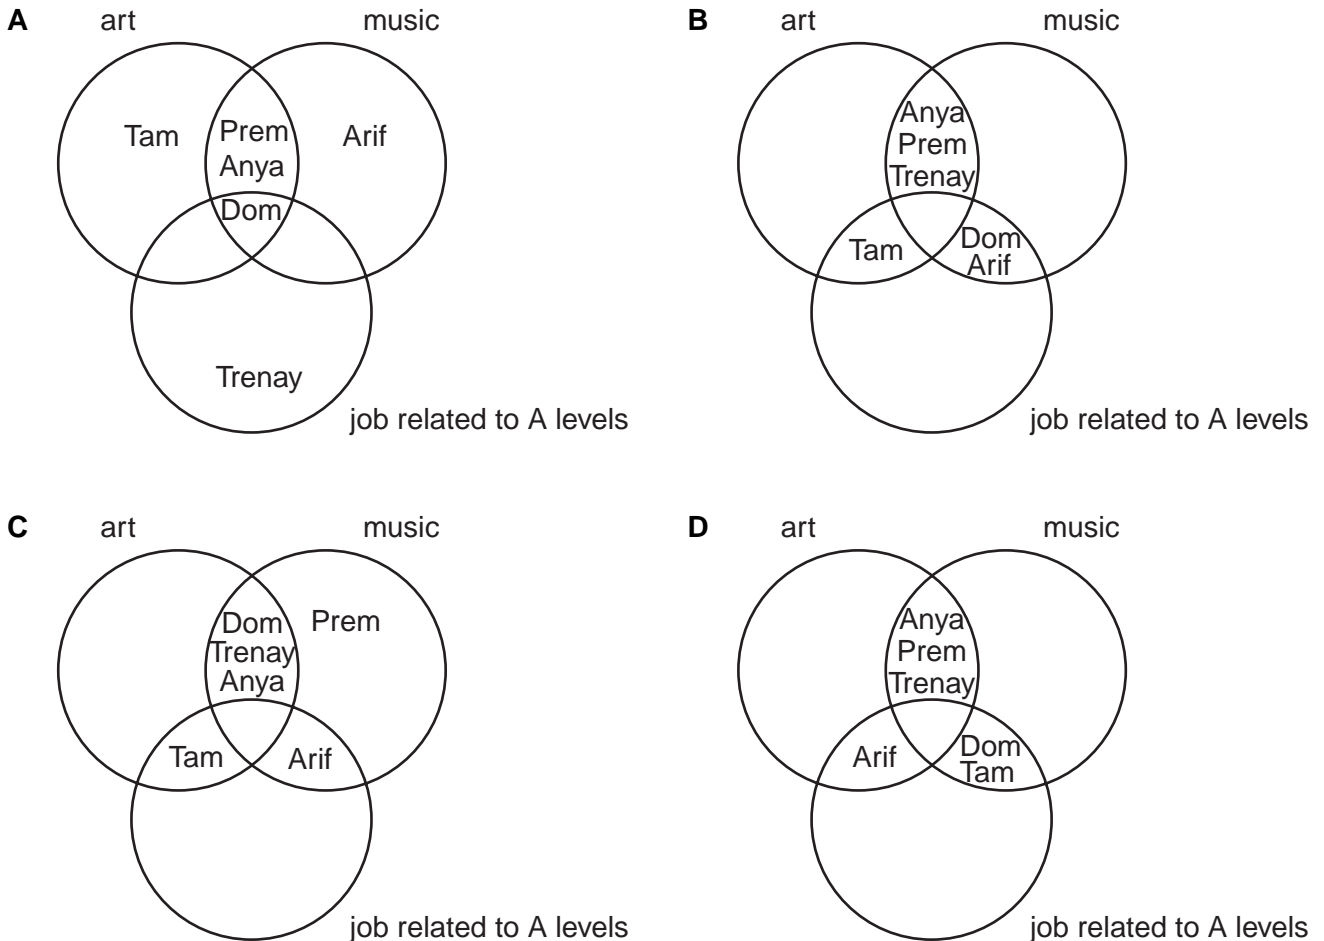 A art music
Tam
Prem
Anya
Arif
Dom
Trenay
job related to A levels
B art music
Anya
Prem
Trenay
Tam
Dom
Arif
job related to A levels
C art music
Dom
Trenay
Anya
Prem
Tam
Arif
job related to A levels
D art music
Anya
Prem
Trenay
Arif
Dom
Tam
job related to A levels